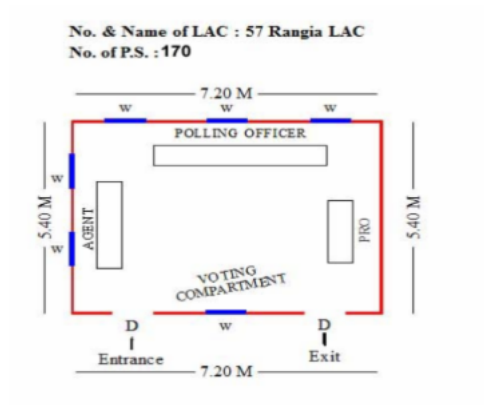 No. & Name of LAC : 57 Rangia LAC
No. of P.S. : 170
7.20 M
w w w
POLLING OFFICER
w
5.40 M
AGENT
w
PRO
5.40 M
VOTING
COMPARTMENT
D w D
Entrance Exit
7.20 M